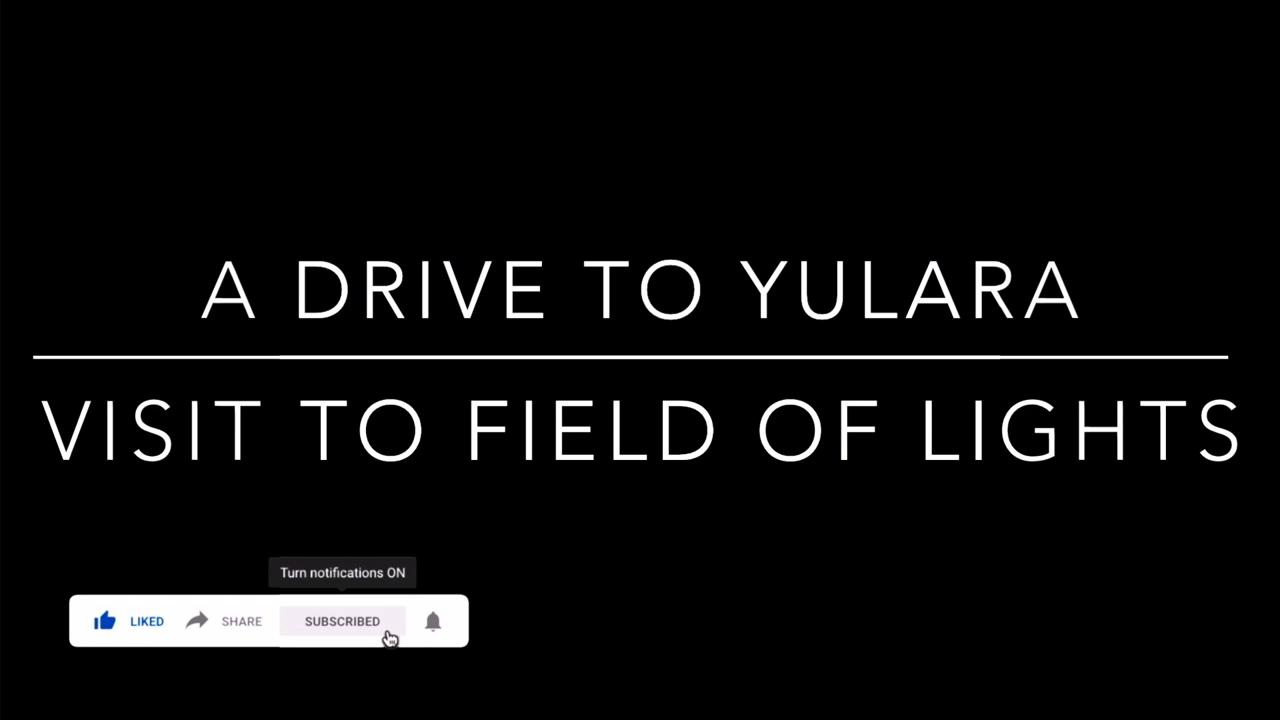 A DRIVE TO YULARA
VISIT TO FIELD OF LIGHTS
Turn notifications ON
LIKED SHARE SUBSCRIBED